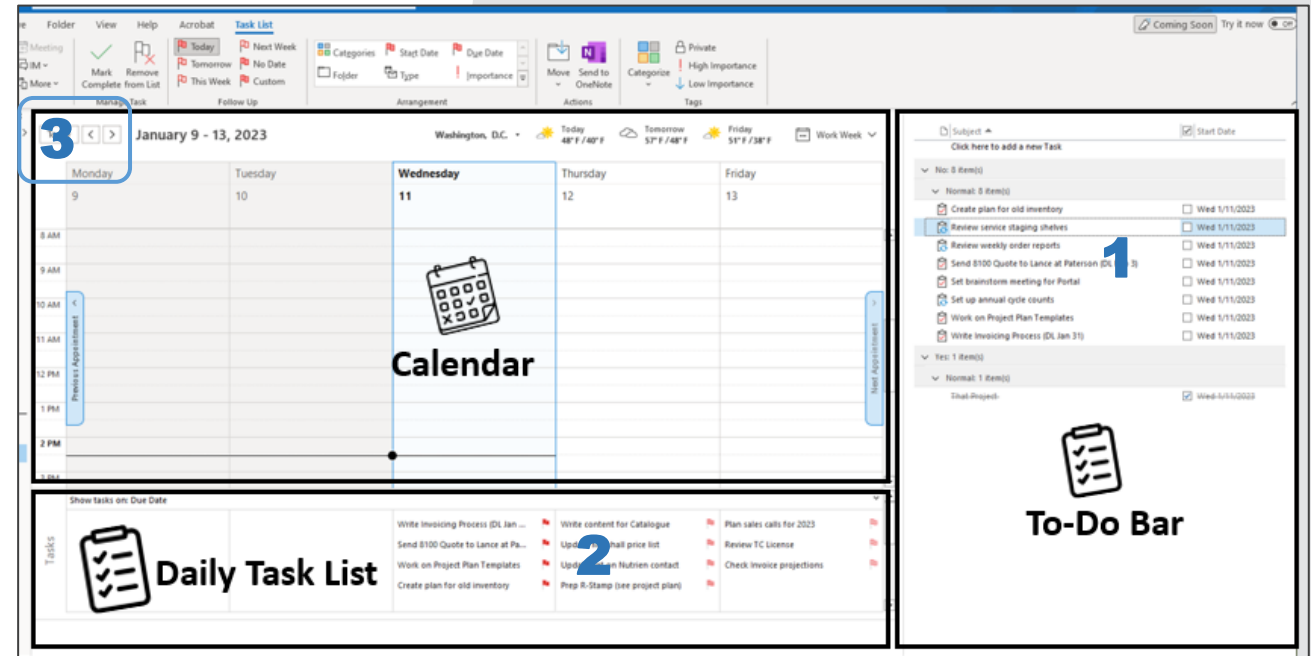 Folder View Help Acrobat Task List
Coming Soon Try it now Off
Meeting
IM
More
Mark Complete
Remove from List
Manage Task
Today Next Week
Tomorrow No Date
This Week Custom
Follow Up
Categories Start Date Due Date
Folder Type Importance
Arrangement
Move
Send to OneNote
Actions
Categorize
Private
High Importance
Low Importance
Tags
3
January 9 - 13, 2023
Washington, D.C.
Today
48° F / 40° F
Tomorrow
57° F / 48° F
Friday
51° F / 38° F
Work Week
Monday Tuesday Wednesday Thursday Friday
9 10 11 12 13
8 AM
9 AM
10 AM
11 AM
12 PM
1 PM
2 PM
3 PM
Previous Appointment
Next Appointment
Calendar
Show tasks on: Due Date
Tasks
Daily Task List
Write Invoicing Process (DL Jan ...
Send 8100 Quote to Lance at Pa...
Work on Project Plan Templates
Create plan for old inventory
Write content for Catalogue
hall price list
on Nutrien contact
Prep R-Stamp (see project plan)
2
Plan sales calls for 2023
Review TC License
Check Invoice projections
Subject Start Date
Click here to add a new Task
No: 8 item(s)
Normal: 8 item(s)
Create plan for old inventory Wed 1/11/2023
Review service staging shelves Wed 1/11/2023
Review weekly order reports Wed 1/11/2023
Send 8100 Quote to Lance at Paterson (DL 3) Wed 1/11/2023
Set brainstorm meeting for Portal Wed 1/11/2023
Set up annual cycle counts Wed 1/11/2023
Work on Project Plan Templates Wed 1/11/2023
Write Invoicing Process (DL Jan 31) Wed 1/11/2023
1
Yes: 1 item(s)
Normal: 1 item(s)
That Project Wed 1/11/2023
To-Do Bar